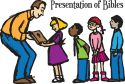 Presentation of Bibles